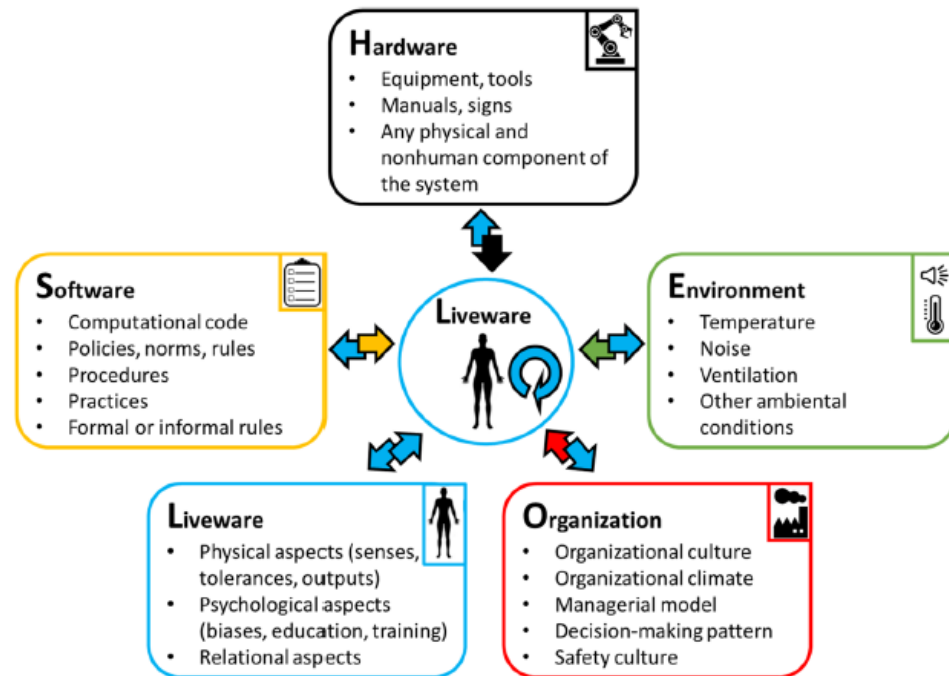 Hardware
• Equipment, tools
• Manuals, signs
• Any physical and
nonhuman component of
the system
Software
• Computational code
• Policies, norms, rules
• Procedures
• Practices
• Formal or informal rules
Liveware
Environment
• Temperature
• Noise
• Ventilation
• Other ambiental
conditions
Liveware
• Physical aspects (senses,
tolerances, outputs)
• Psychological aspects
(biases, education, training)
• Relational aspects
Organization
• Organizational culture
• Organizational climate
• Managerial model
• Decision-making pattern
• Safety culture